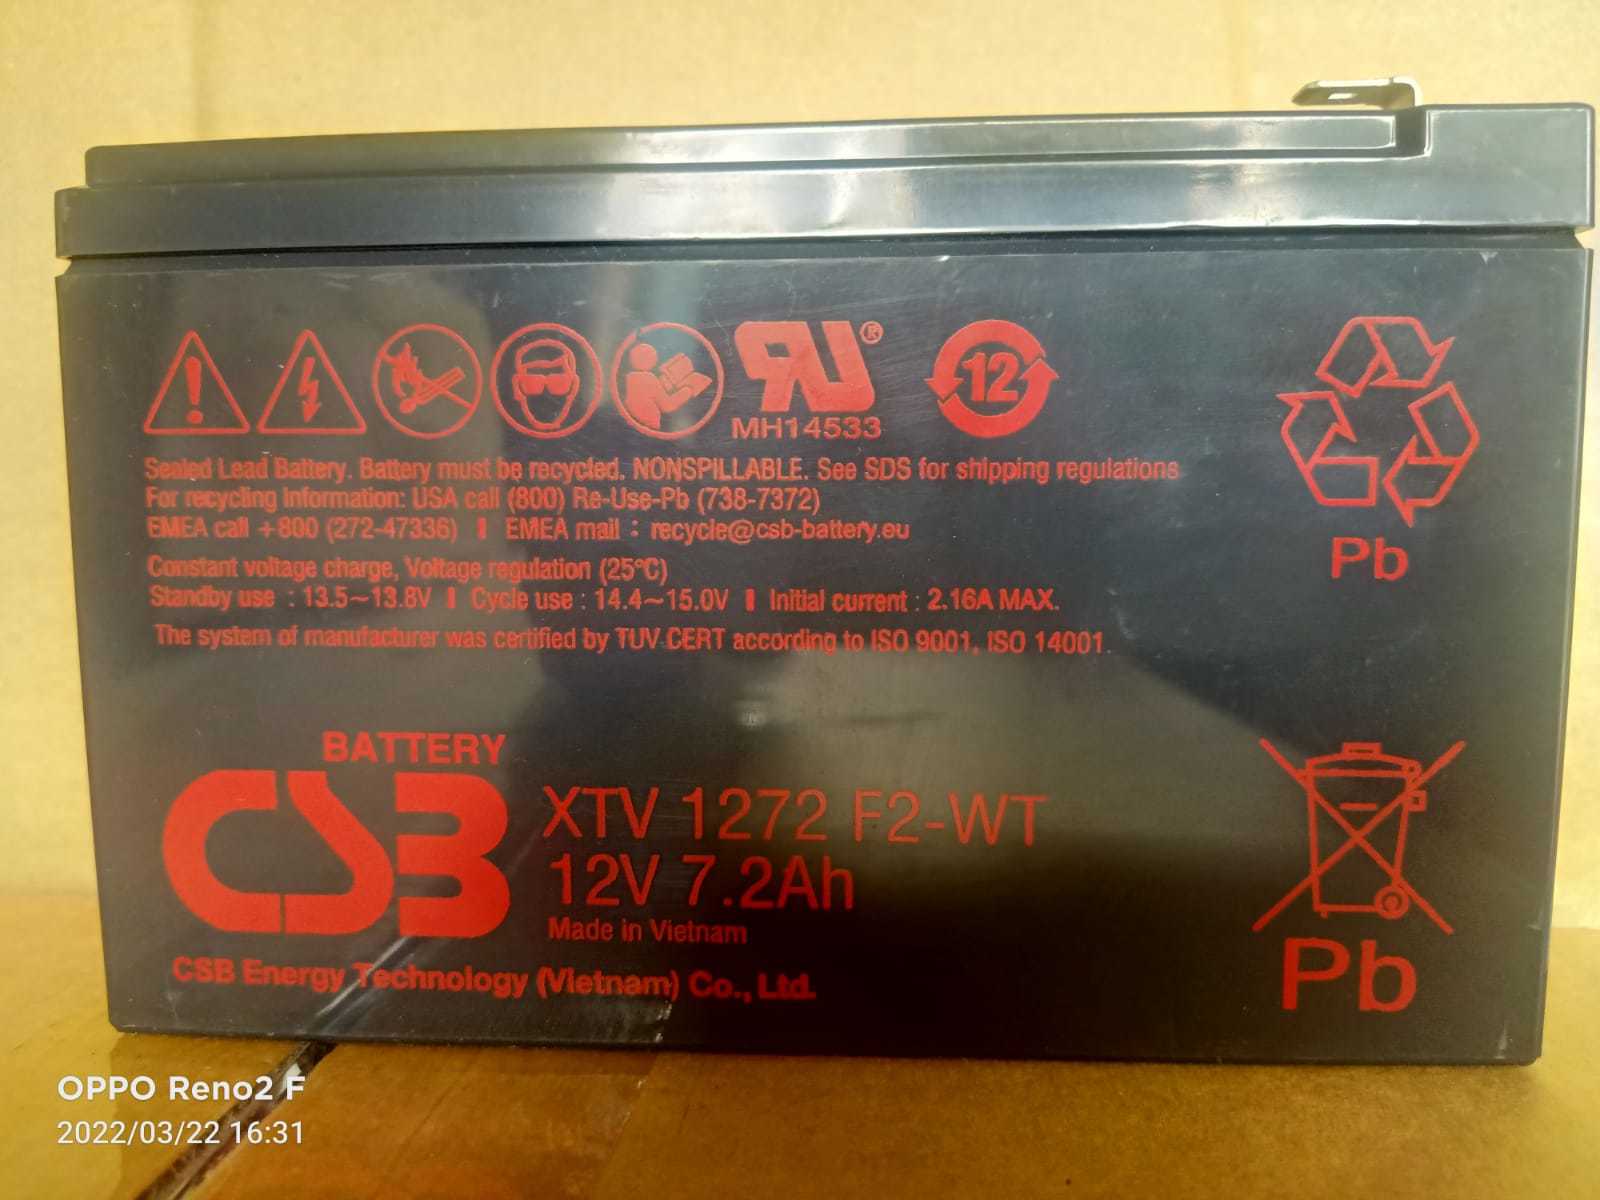 MH14533
12
Sealed Lead Battery. Battery must be recycled. NONSPILLABLE. See SDS for shipping regulations
For recycling Information: USA call (800) Re-Use-Pb (738-7372)
EMEA call +800 (272-47336) ▮ EMEA mail : recycle@csb-battery.eu
Pb
Constant voltage charge, Voltage regulation (25°C)
Standby use : 13.5~13.8V ▮ Cycle use : 14.4~15.0V ▮ Initial current : 2.16A MAX.
The system of manufacturer was certified by TUV CERT according to ISO 9001, ISO 14001.
BATTERY
CSB
XTV 1272 F2-WT
12V 7.2Ah
Made in Vietnam
CSB Energy Technology (Vietnam) Co., Ltd.
Pb
OPPO Reno2 F
2022/03/22 16:31